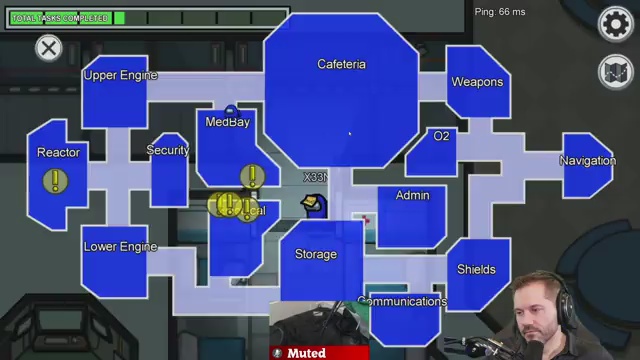 TOTAL TASKS COMPLETED
Ping: 66 ms
Cafeteria
Upper Engine
Weapons
MedBay
O2
Security
Reactor
Navigation
X33N
Admin
Lower Engine
Storage
Shields
Communications
Muted